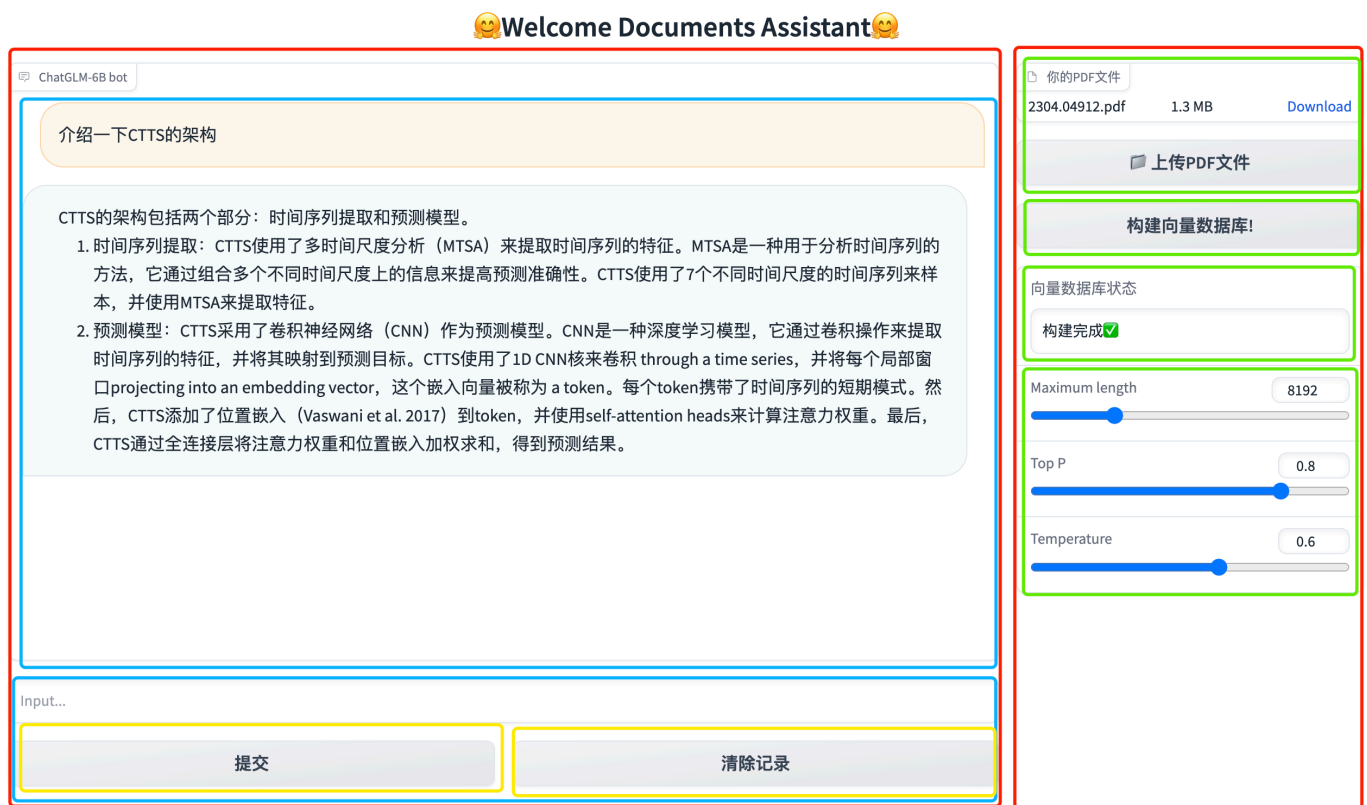 🤗Welcome Documents Assistant🤗
ChatGLM-6B bot
介绍一下CTTS的架构
CTTS的架构包括两个部分：时间序列提取和预测模型。
1. 时间序列提取：CTTS使用了多时间尺度分析（MTSA）来提取时间序列的特征。MTSA是一种用于分析时间序列的
方法，它通过组合多个不同时间尺度上的信息来提高预测准确性。CTTS使用了7个不同时间尺度的时间序列来样
本，并使用MTSA来提取特征。
2. 预测模型：CTTS采用了卷积神经网络（CNN）作为预测模型。CNN是一种深度学习模型，它通过卷积操作来提取
时间序列的特征，并将其映射到预测目标。CTTS使用了1D CNN核来卷积 through a time series，并将每个局部窗
口projecting into an embedding vector，这个嵌入向量被称为 a token。每个token携带了时间序列的短期模式。然
后，CTTS添加了位置嵌入（Vaswani et al. 2017）到token，并使用self-attention heads来计算注意力权重。最后，
CTTS通过全连接层将注意力权重和位置嵌入加权求和，得到预测结果。
Input...
提交
清除记录
你的PDF文件
2304.04912.pdf 1.3 MB Download
📁 上传PDF文件
构建向量数据库!
向量数据库状态
构建完成✅
Maximum length 8192
Top P 0.8
Temperature 0.6